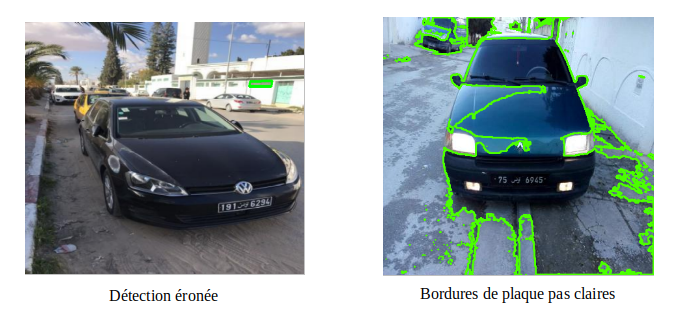 191 تونس 6294
75 تونس 6945
Détection éronée
Bordures de plaque pas claires